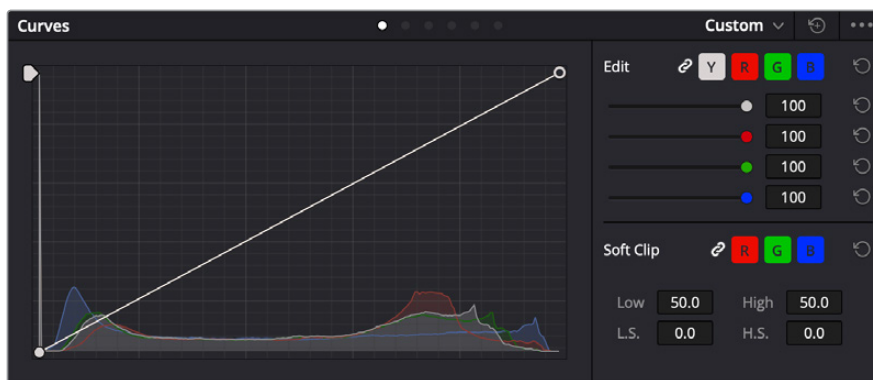 Curves
Custom
Edit
Y R G B
100
100
100
100
Soft Clip
R G B
Low 50.0 High 50.0
L.S. 0.0 H.S. 0.0